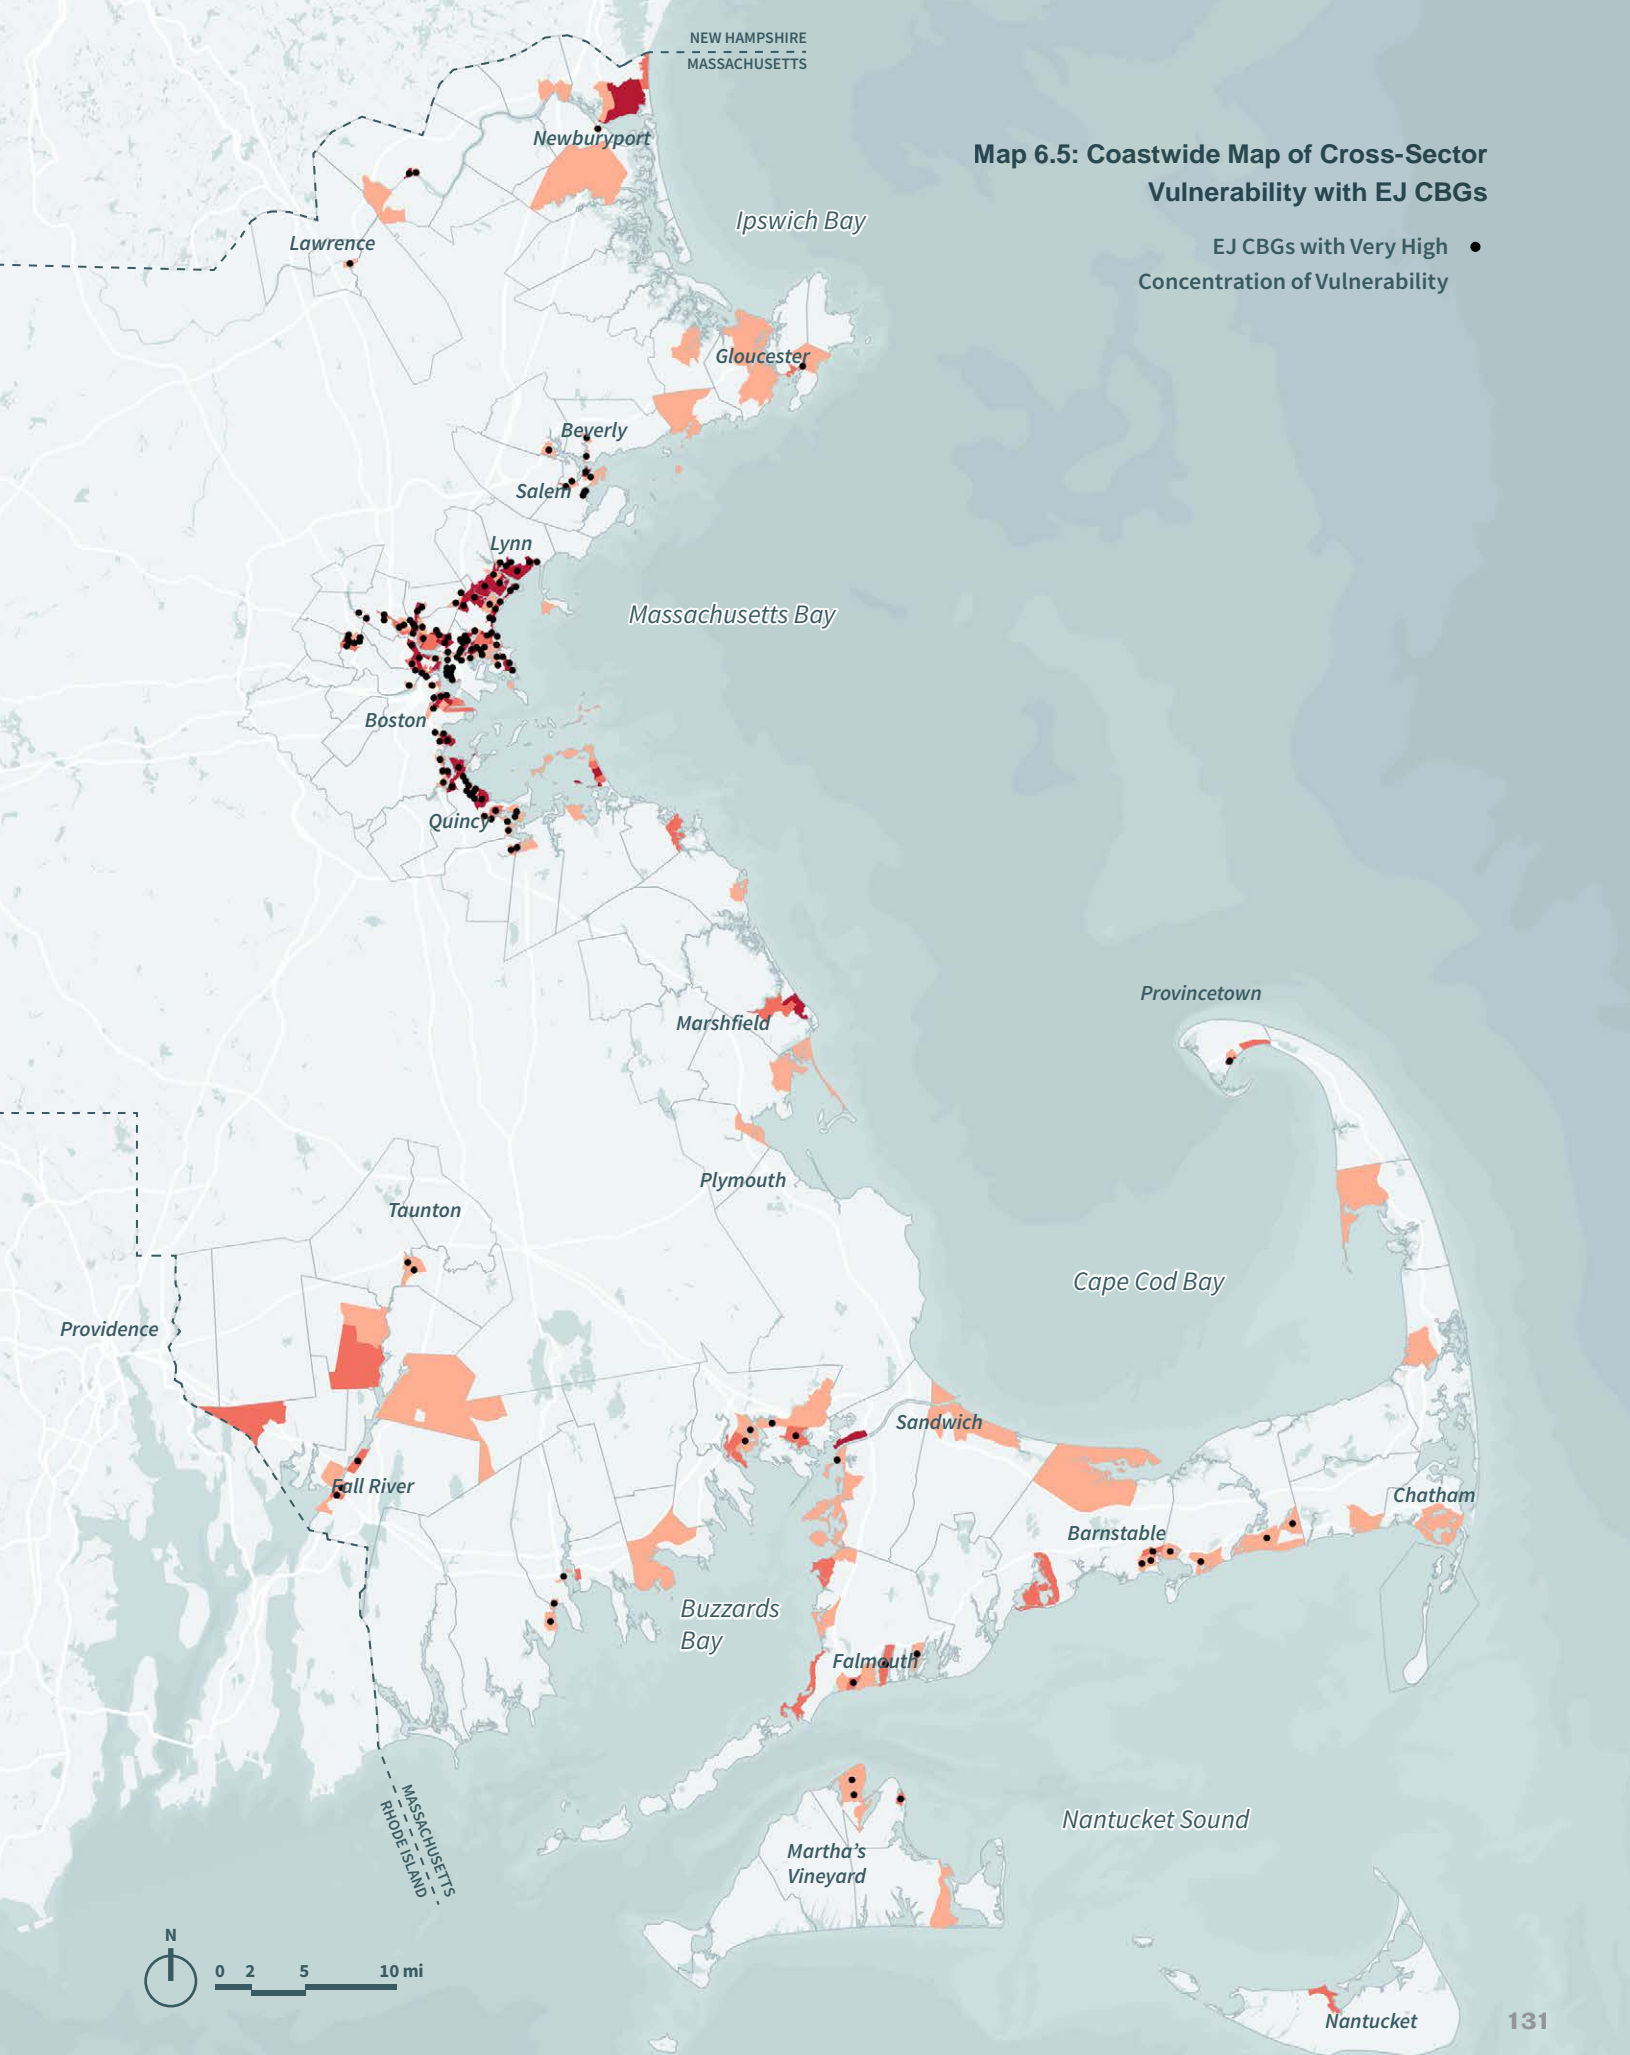 NEW HAMPSHIRE
MASSACHUSETTS
Newburyport
Map 6.5: Coastwide Map of Cross-Sector
Vulnerability with EJ CBGs
EJ CBGs with Very High
Concentration of Vulnerability
Ipswich Bay
Lawrence
Gloucester
Beverly
Salem
Lynn
Massachusetts Bay
Boston
Quincy
Provincetown
Marshfield
Plymouth
Taunton
Cape Cod Bay
Providence
Sandwich
Fall River
Chatham
Barnstable
Buzzards
Bay
Falmouth
MASSACHUSETTS
RHODE ISLAND
Nantucket Sound
Martha's
Vineyard
N
0 2 5 10 mi
Nantucket
131